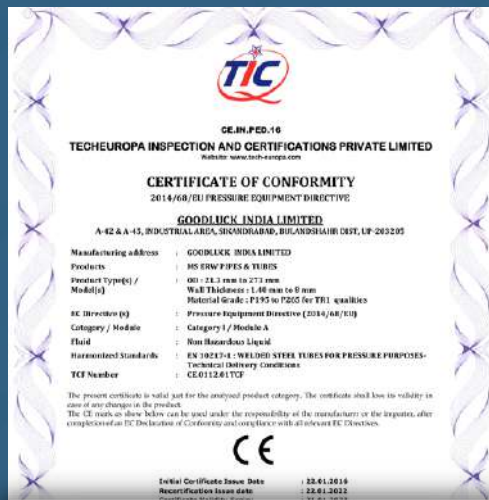 TIC
CE.IN.PED.16
TECHEUROPA INSPECTION AND CERTIFICATIONS PRIVATE LIMITED
Website: www.tech-europa.com
CERTIFICATE OF CONFORMITY
2014/68/EU PRESSURE EQUIPMENT DIRECTIVE
GOODLUCK INDIA LIMITED
A-42 & A-45, INDUSTRIAL AREA, SIKANDRABAD, BULANDSHAHR DIST, UP-203205
Manufacturing address : GOODLUCK INDIA LIMITED
Products : MS ERW PIPES & TUBES
Product Type(s) / Model(s) : OD : 21.3 mm to 273 mm
Wall Thickness : 1.40 mm to 8 mm
Material Grade : P195 to P265 for TR1 qualities
EC Directive (s) : Pressure Equipment Directive (2014/68/EU)
Category / Module : Category I / Module A
Fluid : Non Hazardous Liquid
Harmonized Standards : EN 10217-1 : WELDED STEEL TUBES FOR PRESSURE PURPOSES-
Technical Delivery Conditions
TCF Number : CE.0112.01TCF
The present certificate is valid just for the analyzed product category. The certificate shall lose its validity in
case of any changes in the product.
The CE mark as show below can be used under the responsibility of the manufacturer or the importer, after
completion of an EC Declaration of Conformity and compliance with all relevant EC Directives.
CE
Initial Certificate Issue Date : 22.01.2016
Recertification Issue date : 22.01.2022